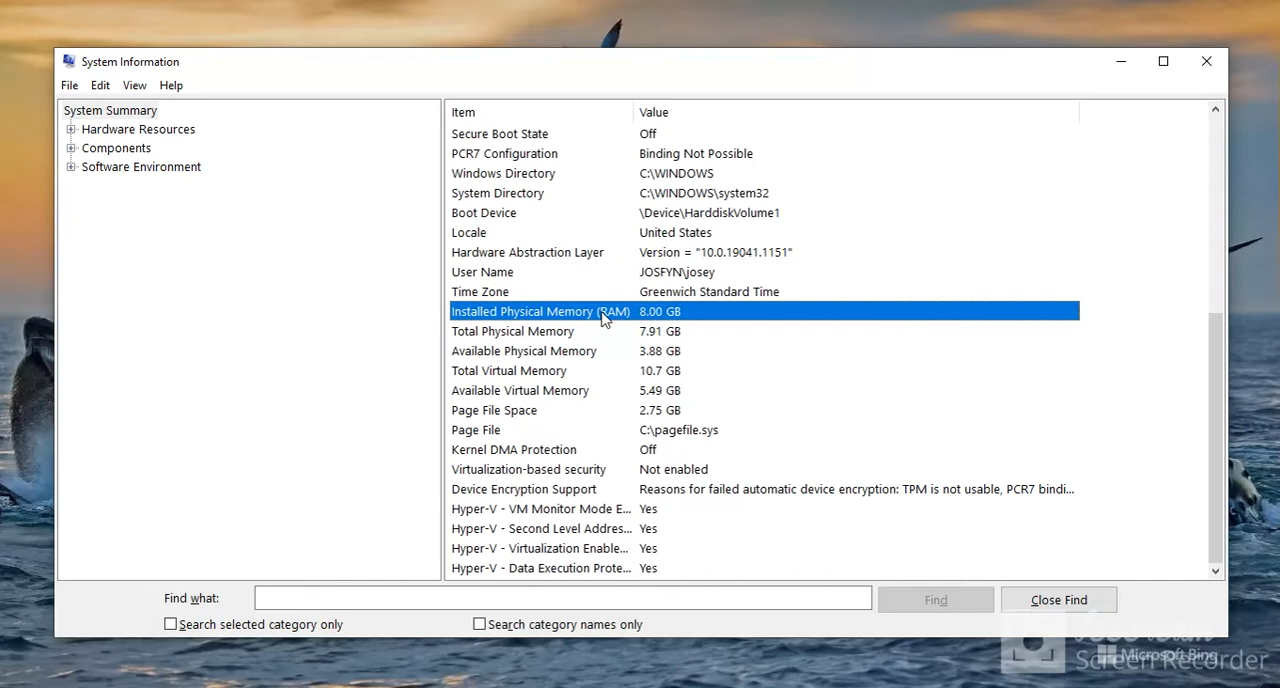 System Information
File Edit View Help
System Summary
Hardware Resources
Components
Software Environment
Item Value
Secure Boot State Off
PCR7 Configuration Binding Not Possible
Windows Directory C:\WINDOWS
System Directory C:\WINDOWS\system32
Boot Device \Device\HarddiskVolume1
Locale United States
Hardware Abstraction Layer Version = "10.0.19041.1151"
User Name JOSFYN\josey
Time Zone Greenwich Standard Time
Installed Physical Memory (RAM) 8.00 GB
Total Physical Memory 7.91 GB
Available Physical Memory 3.88 GB
Total Virtual Memory 10.7 GB
Available Virtual Memory 5.49 GB
Page File Space 2.75 GB
Page File C:\pagefile.sys
Kernel DMA Protection Off
Virtualization-based security Not enabled
Device Encryption Support Reasons for failed automatic device encryption: TPM is not usable, PCR7 bindi...
Hyper-V - VM Monitor Mode E... Yes
Hyper-V - Second Level Addres... Yes
Hyper-V - Virtualization Enable... Yes
Hyper-V - Data Execution Prote... Yes
Find what: Find Close Find
Search selected category only Search category names only
Microsoft Bing
Screen Recorder